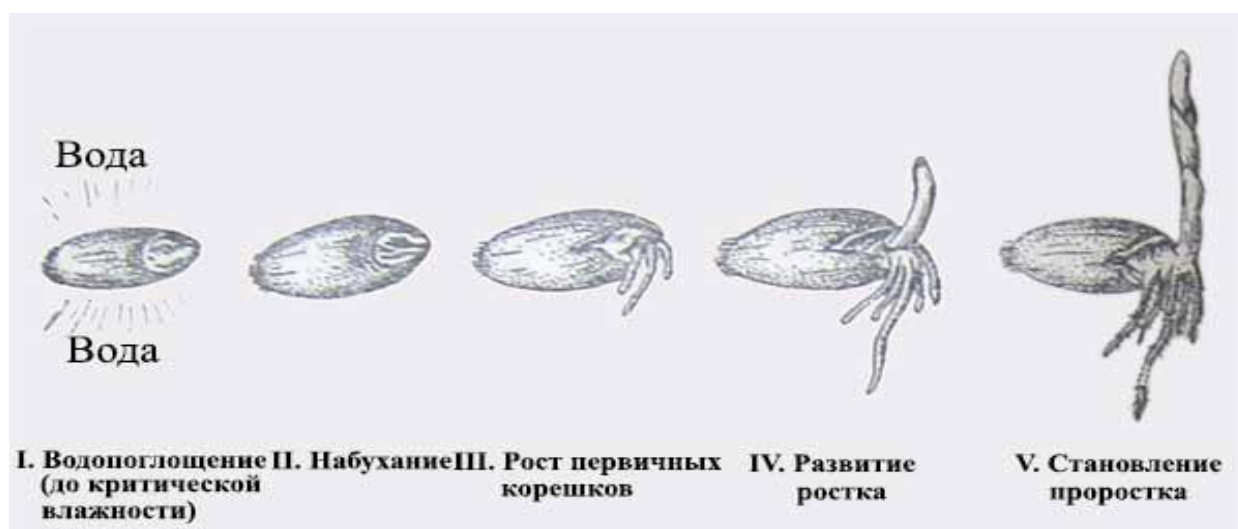 Вода
Вода
I. Водопоглощение
(до критической
влажности)
II. Набухание
III. Рост первичных
корешков
IV. Развитие
ростка
V. Становление
проростка